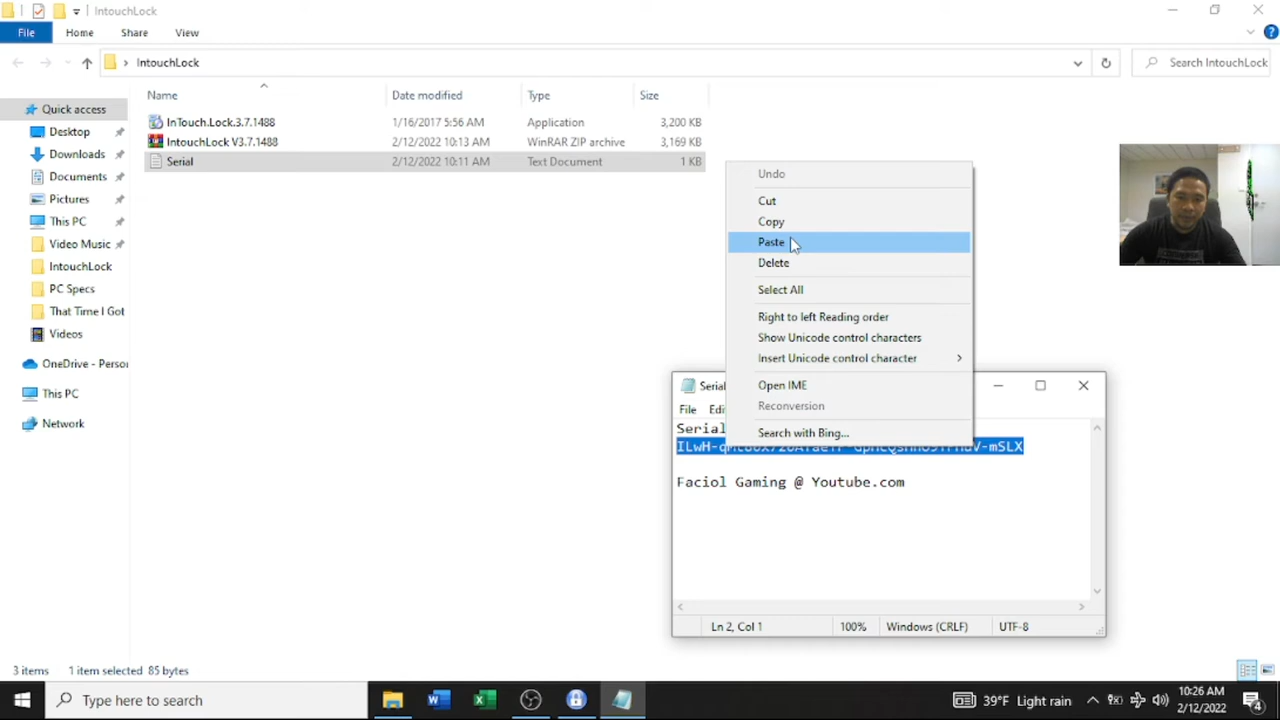 IntouchLock
File Home Share View
IntouchLock
Search IntouchLock
Name Date modified Type Size
Quick access
Desktop
Downloads
Documents
Pictures
This PC
Video Music
IntouchLock
PC Specs
That Time I Got
Videos
OneDrive - Perso
This PC
Network
InTouch.Lock.3.7.1488 1/16/2017 5:56 AM Application 3,200 KB
IntouchLock V3.7.1488 2/12/2022 10:13 AM WinRAR ZIP archive 3,169 KB
Serial 2/12/2022 10:11 AM Text Document 1 KB
Undo
Cut
Copy
Paste
Delete
Select All
Right to left Reading order
Show Unicode control characters
Insert Unicode control character
Open IME
Reconversion
Search with Bing...
Serial
File Edi
Serial
Faciol Gaming @ Youtube.com
Ln 2, Col 1 100% Windows (CRLF) UTF-8
3 items 1 item selected 85 bytes
Type here to search
39°F Light rain
10:26 AM
2/12/2022
4